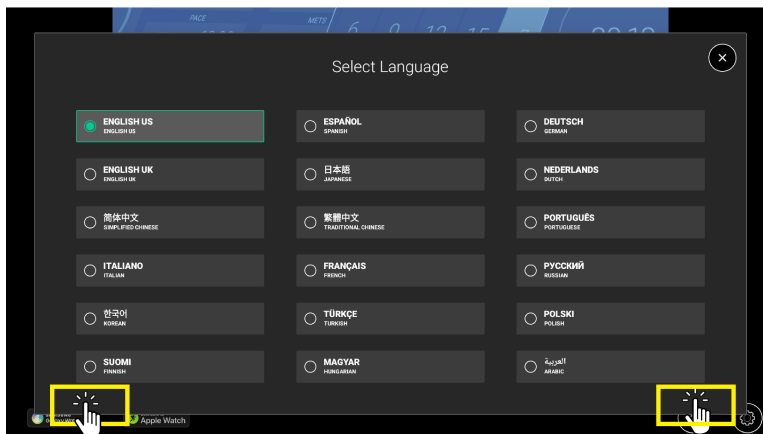 PACE
METS
Select Language
ENGLISH US
ENGLISH US
ESPAÑOL
SPANISH
DEUTSCH
GERMAN
ENGLISH UK
ENGLISH UK
日本語
JAPANESE
NEDERLANDS
DUTCH
简体中文
SIMPLIFIED CHINESE
繁體中文
TRADITIONAL CHINESE
PORTUGUÊS
PORTUGUESE
ITALIANO
ITALIAN
FRANÇAIS
FRENCH
РУССКИЙ
RUSSIAN
한국어
KOREAN
TÜRKÇE
TURKISH
POLSKI
POLISH
SUOMI
FINNISH
MAGYAR
HUNGARIAN
العربية
ARABIC
Apple Watch